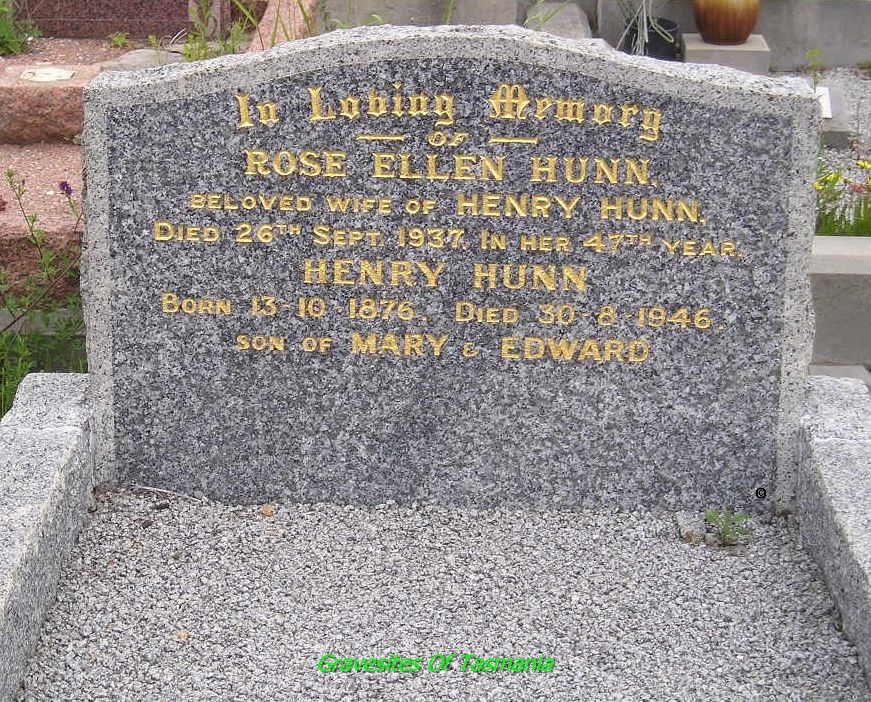 In Loving Memory
OF
ROSE ELLEN HUNN,
BELOVED WIFE OF HENRY HUNN,
DIED 26TH SEPT. 1937. IN HER 47TH YEAR.
HENRY HUNN
BORN 13-10-1876. DIED 30-8-1946.
SON OF MARY & EDWARD
Gravesites Of Tasmania